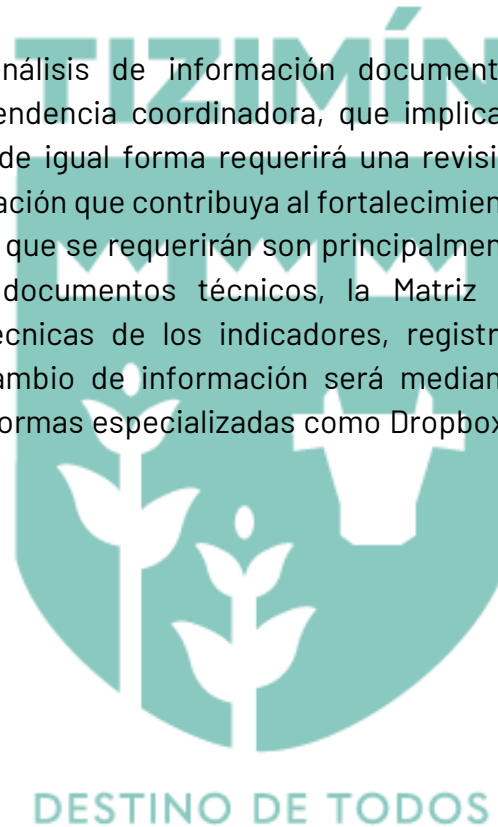 TIZIMÍN
nálisis de información document
endencia coordinadora, que implica
de igual forma requerirá una revisi
ación que contribuya al fortalecimien
que se requerirán son principalmen
documentos técnicos, la Matriz
écnicas de los indicadores, registr
ambio de información será median
ormas especializadas como Dropbox
DESTINO DE TODOS